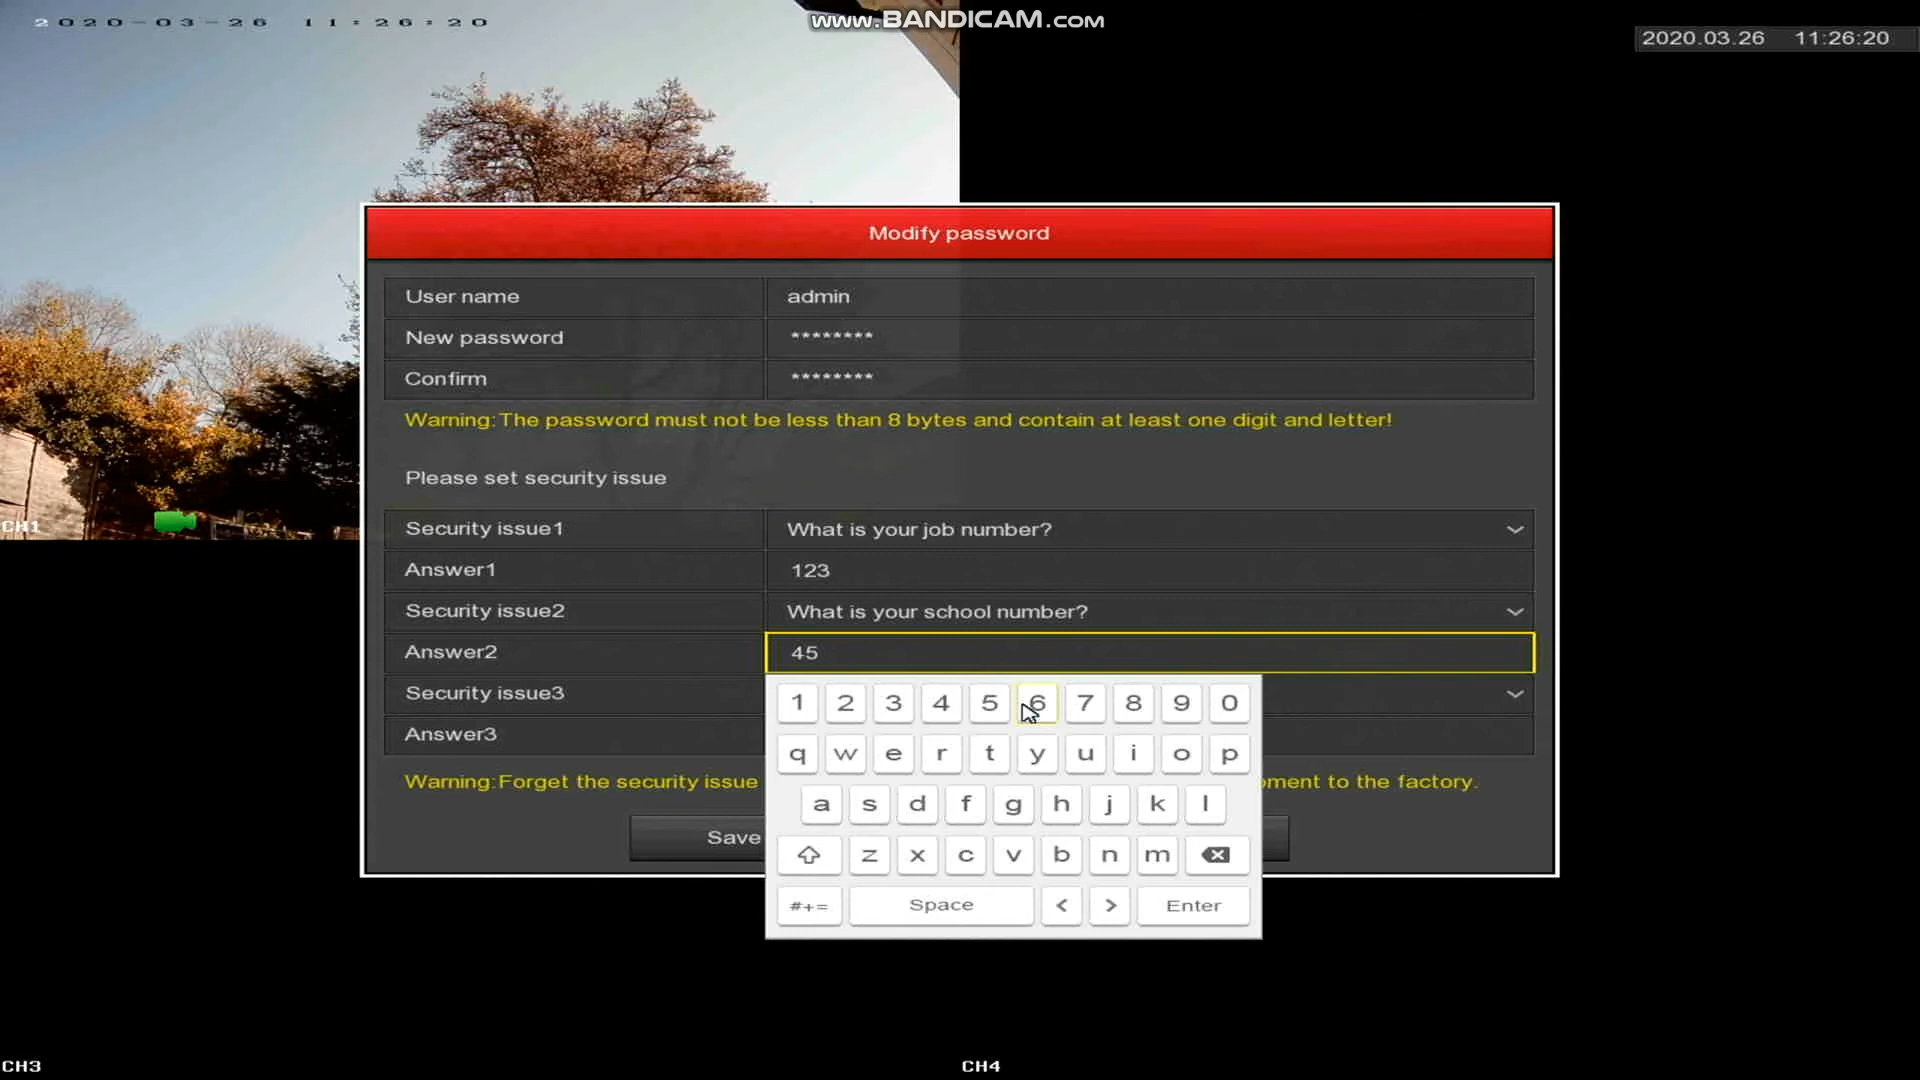 2020-03-26 11:26:20
www.BANDICAM.com
2020.03.26 11:26:20
Modify password
User name admin
New password ********
Confirm ********
Warning:The password must not be less than 8 bytes and contain at least one digit and letter!
Please set security issue
Security issue1 What is your job number?
Answer1 123
Security issue2 What is your school number?
Answer2 45
Security issue3
Answer3
1 2 3 4 5 6 7 8 9 0
q w e r t y u i o p
Warning:Forget the security issue to the factory.
a s d f g h j k l
Save
z x c v b n m
#+= Space < > Enter
CH1
CH3
CH4